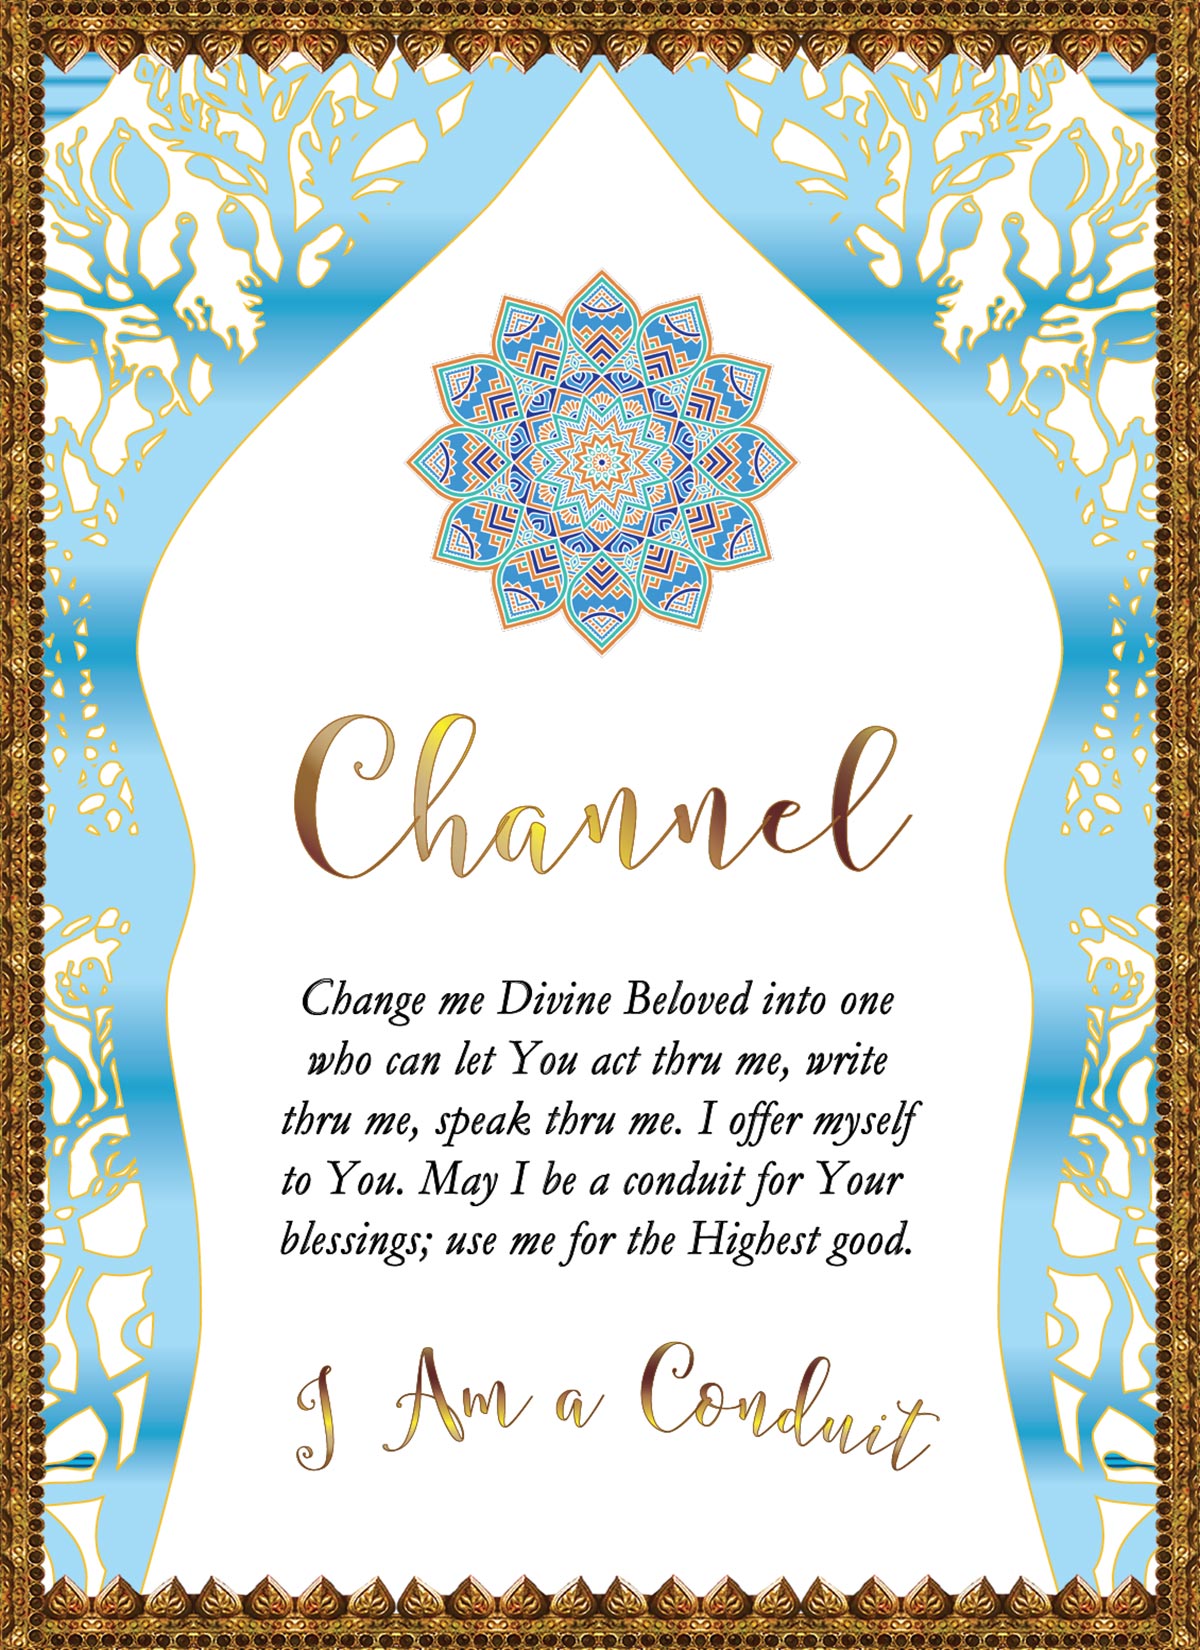 Channel
Change me Divine Beloved into one
who can let You act thru me, write
thru me, speak thru me. I offer myself
to You. May I be a conduit for Your
blessings; use me for the Highest good.
I Am a Conduit